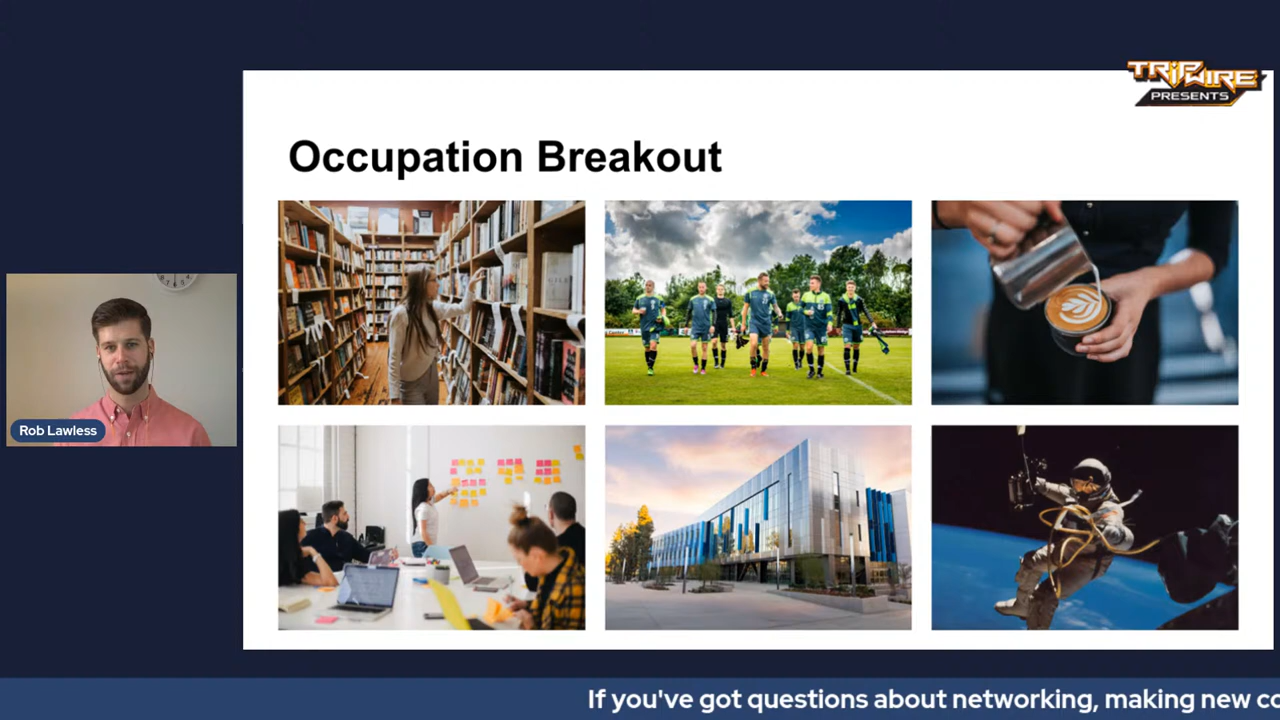 TRIPWIRE
PRESENTS
Occupation Breakout
Rob Lawless
If you've got questions about networking, making new co